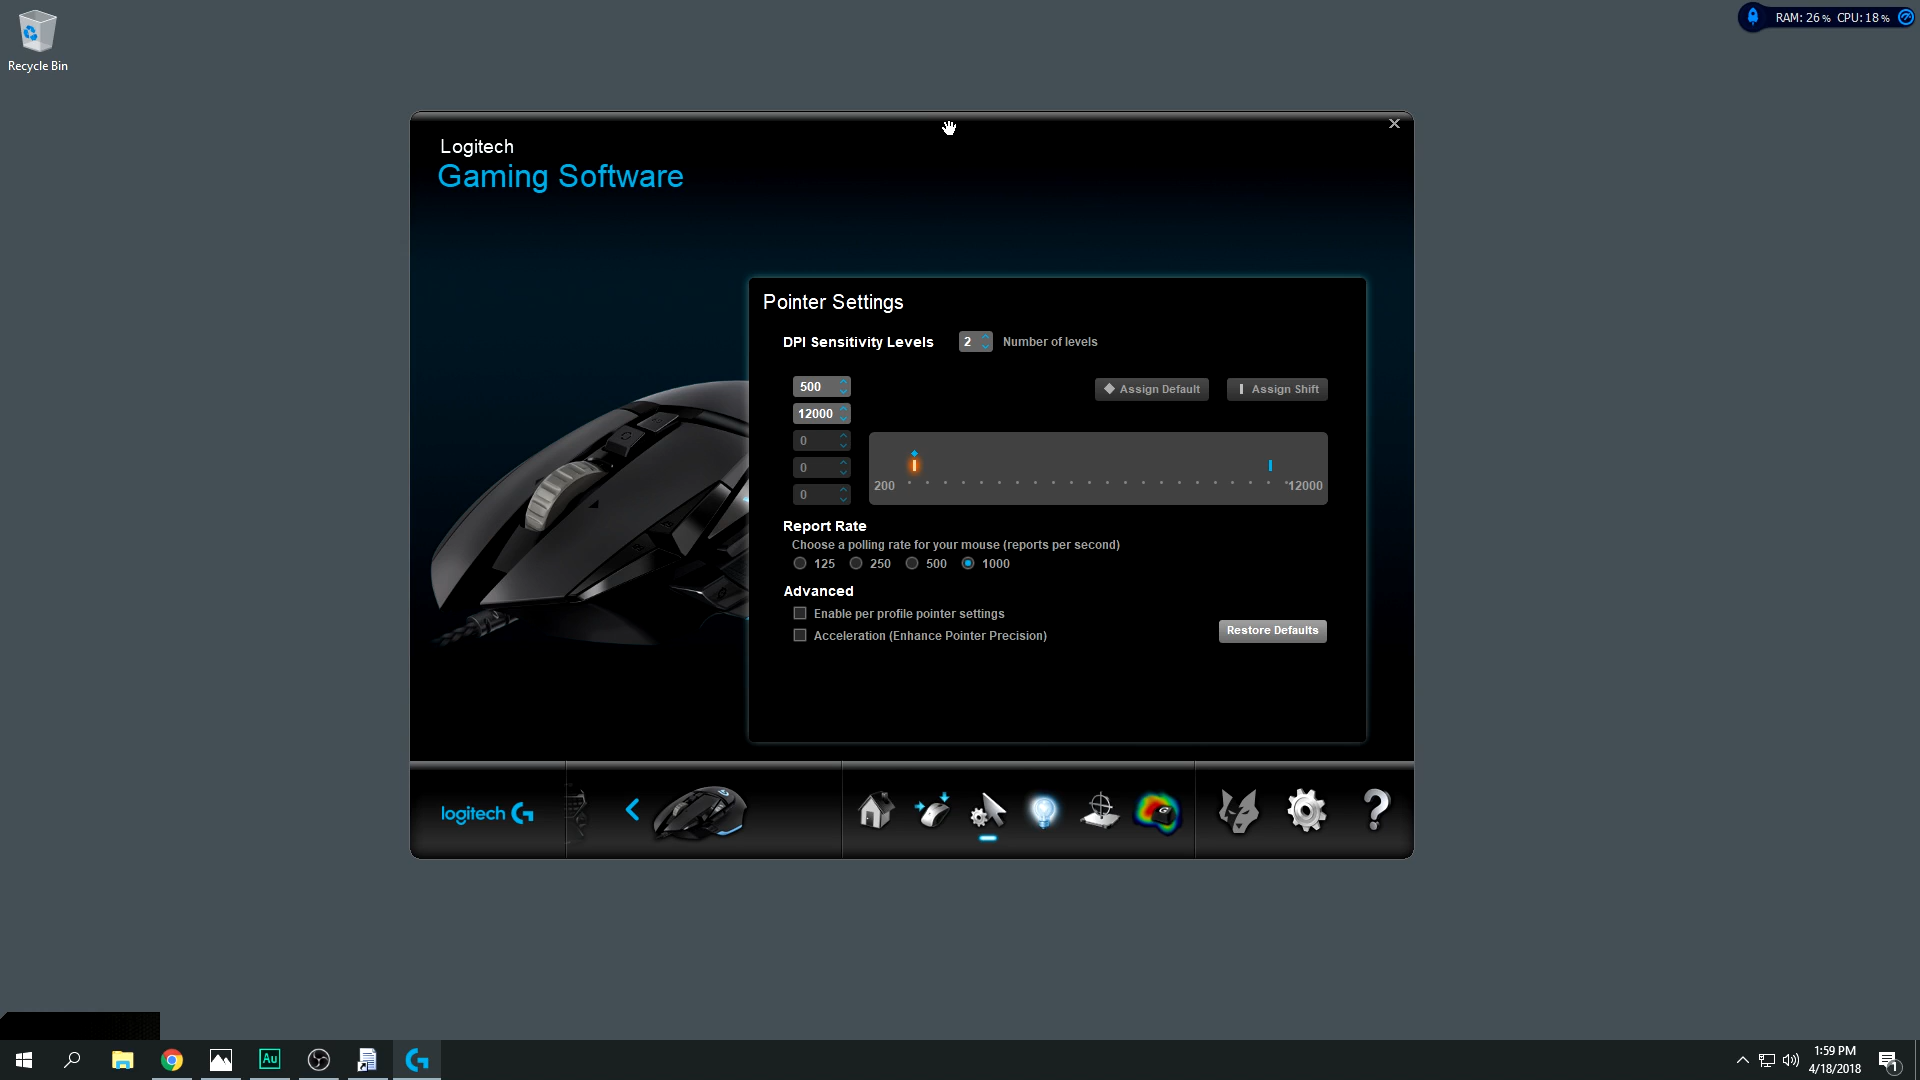 Recycle Bin
RAM: 26 % CPU: 18 %
Logitech
Gaming Software
Pointer Settings
DPI Sensitivity Levels 2 Number of levels
500
Assign Default Assign Shift
12000
0
0
0
200 12000
Report Rate
Choose a polling rate for your mouse (reports per second)
125 250 500 1000
Advanced
Enable per profile pointer settings
Acceleration (Enhance Pointer Precision)
Restore Defaults
logitech G
?
Au
1:59 PM
4/18/2018
1